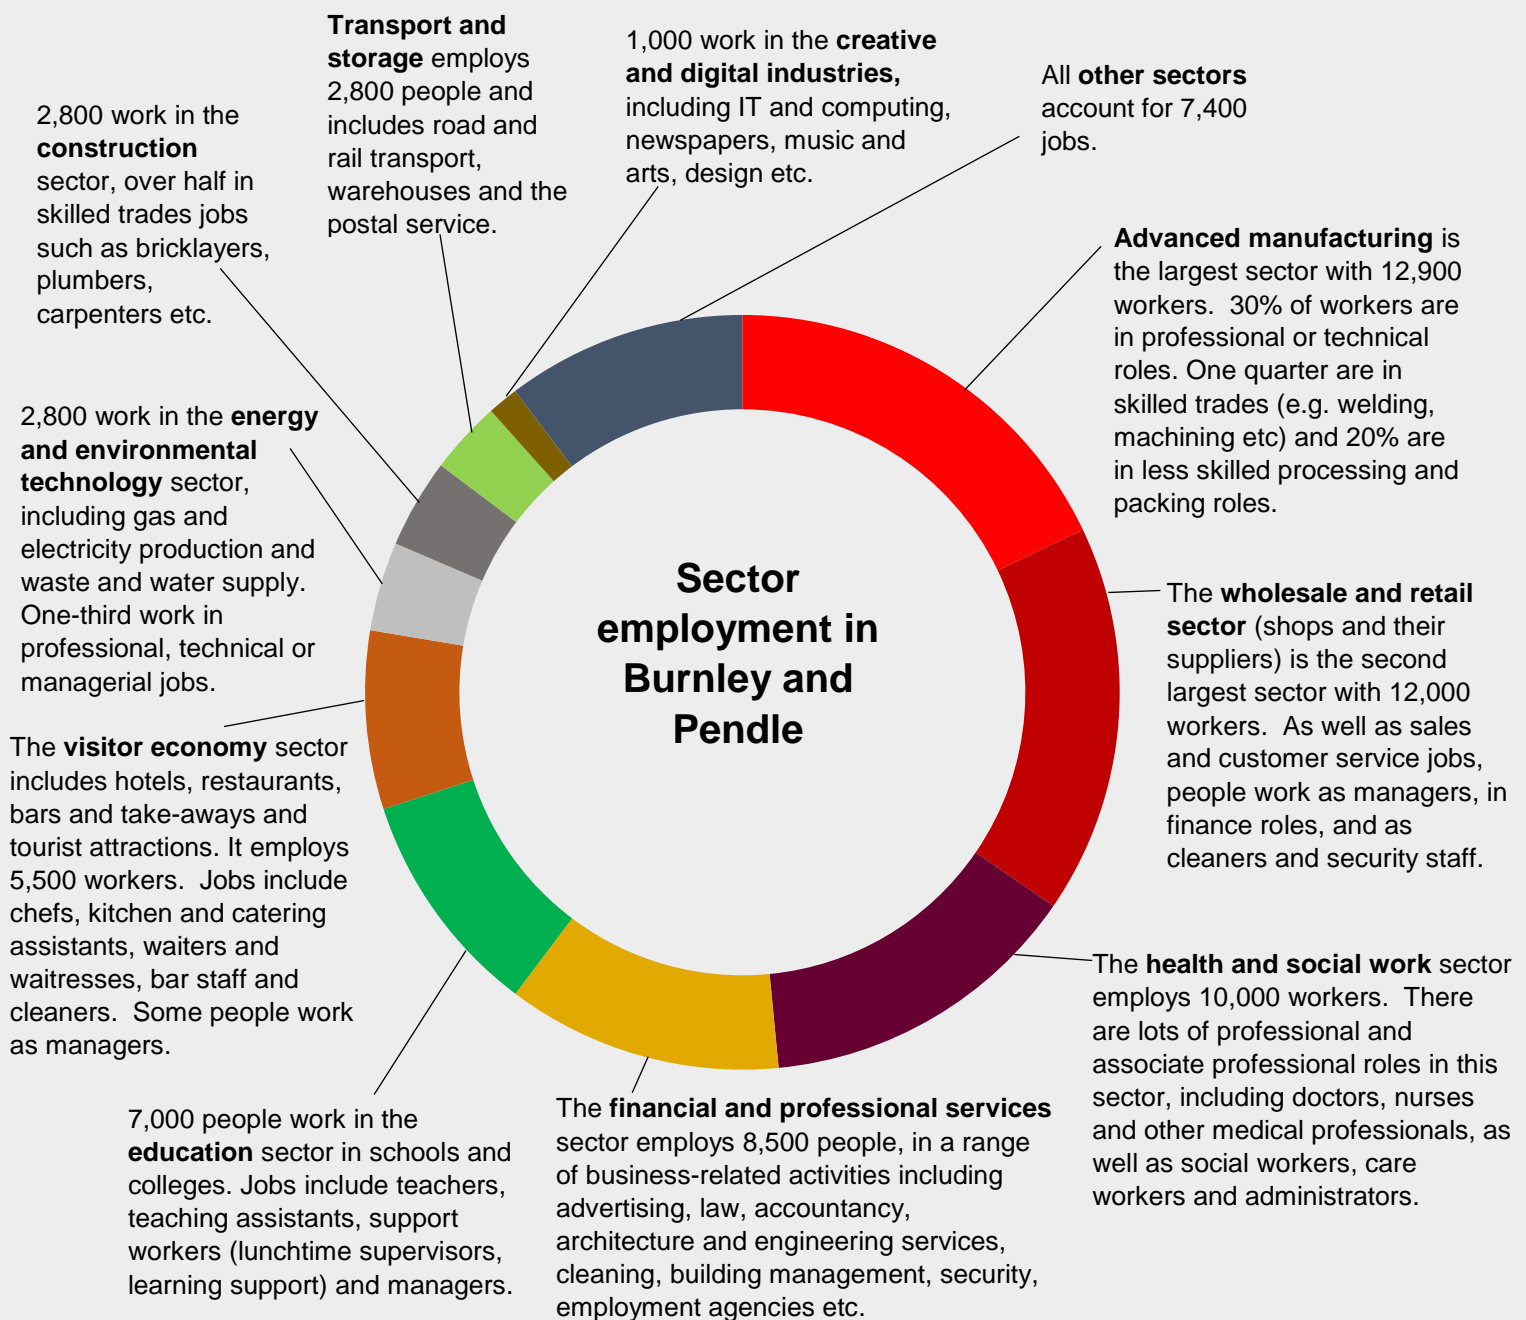 Transport and
storage employs
2,800 people and
includes road and
rail transport,
warehouses and the
postal service.
1,000 work in the creative
and digital industries,
including IT and computing,
newspapers, music and
arts, design etc.
All other sectors
account for 7,400
jobs.
2,800 work in the
construction
sector, over half in
skilled trades jobs
such as bricklayers,
plumbers,
carpenters etc.
Advanced manufacturing is
the largest sector with 12,900
workers.  30% of workers are
in professional or technical
roles. One quarter are in
skilled trades (e.g. welding,
machining etc) and 20% are
in less skilled processing and
packing roles.
2,800 work in the energy
and environmental
technology sector,
including gas and
electricity production and
waste and water supply.
One-third work in
professional, technical or
managerial jobs.
Sector
employment in
Burnley and
Pendle
The wholesale and retail
sector (shops and their
suppliers) is the second
largest sector with 12,000
workers.  As well as sales
and customer service jobs,
people work as managers, in
finance roles, and as
cleaners and security staff.
The visitor economy sector
includes hotels, restaurants,
bars and take-aways and
tourist attractions. It employs
5,500 workers.  Jobs include
chefs, kitchen and catering
assistants, waiters and
waitresses, bar staff and
cleaners.  Some people work
as managers.
The health and social work sector
employs 10,000 workers.  There
are lots of professional and
associate professional roles in this
sector, including doctors, nurses
and other medical professionals, as
well as social workers, care
workers and administrators.
7,000 people work in the
education sector in schools and
colleges. Jobs include teachers,
teaching assistants, support
workers (lunchtime supervisors,
learning support) and managers.
The financial and professional services
sector employs 8,500 people, in a range
of business-related activities including
advertising, law, accountancy,
architecture and engineering services,
cleaning, building management, security,
employment agencies etc.